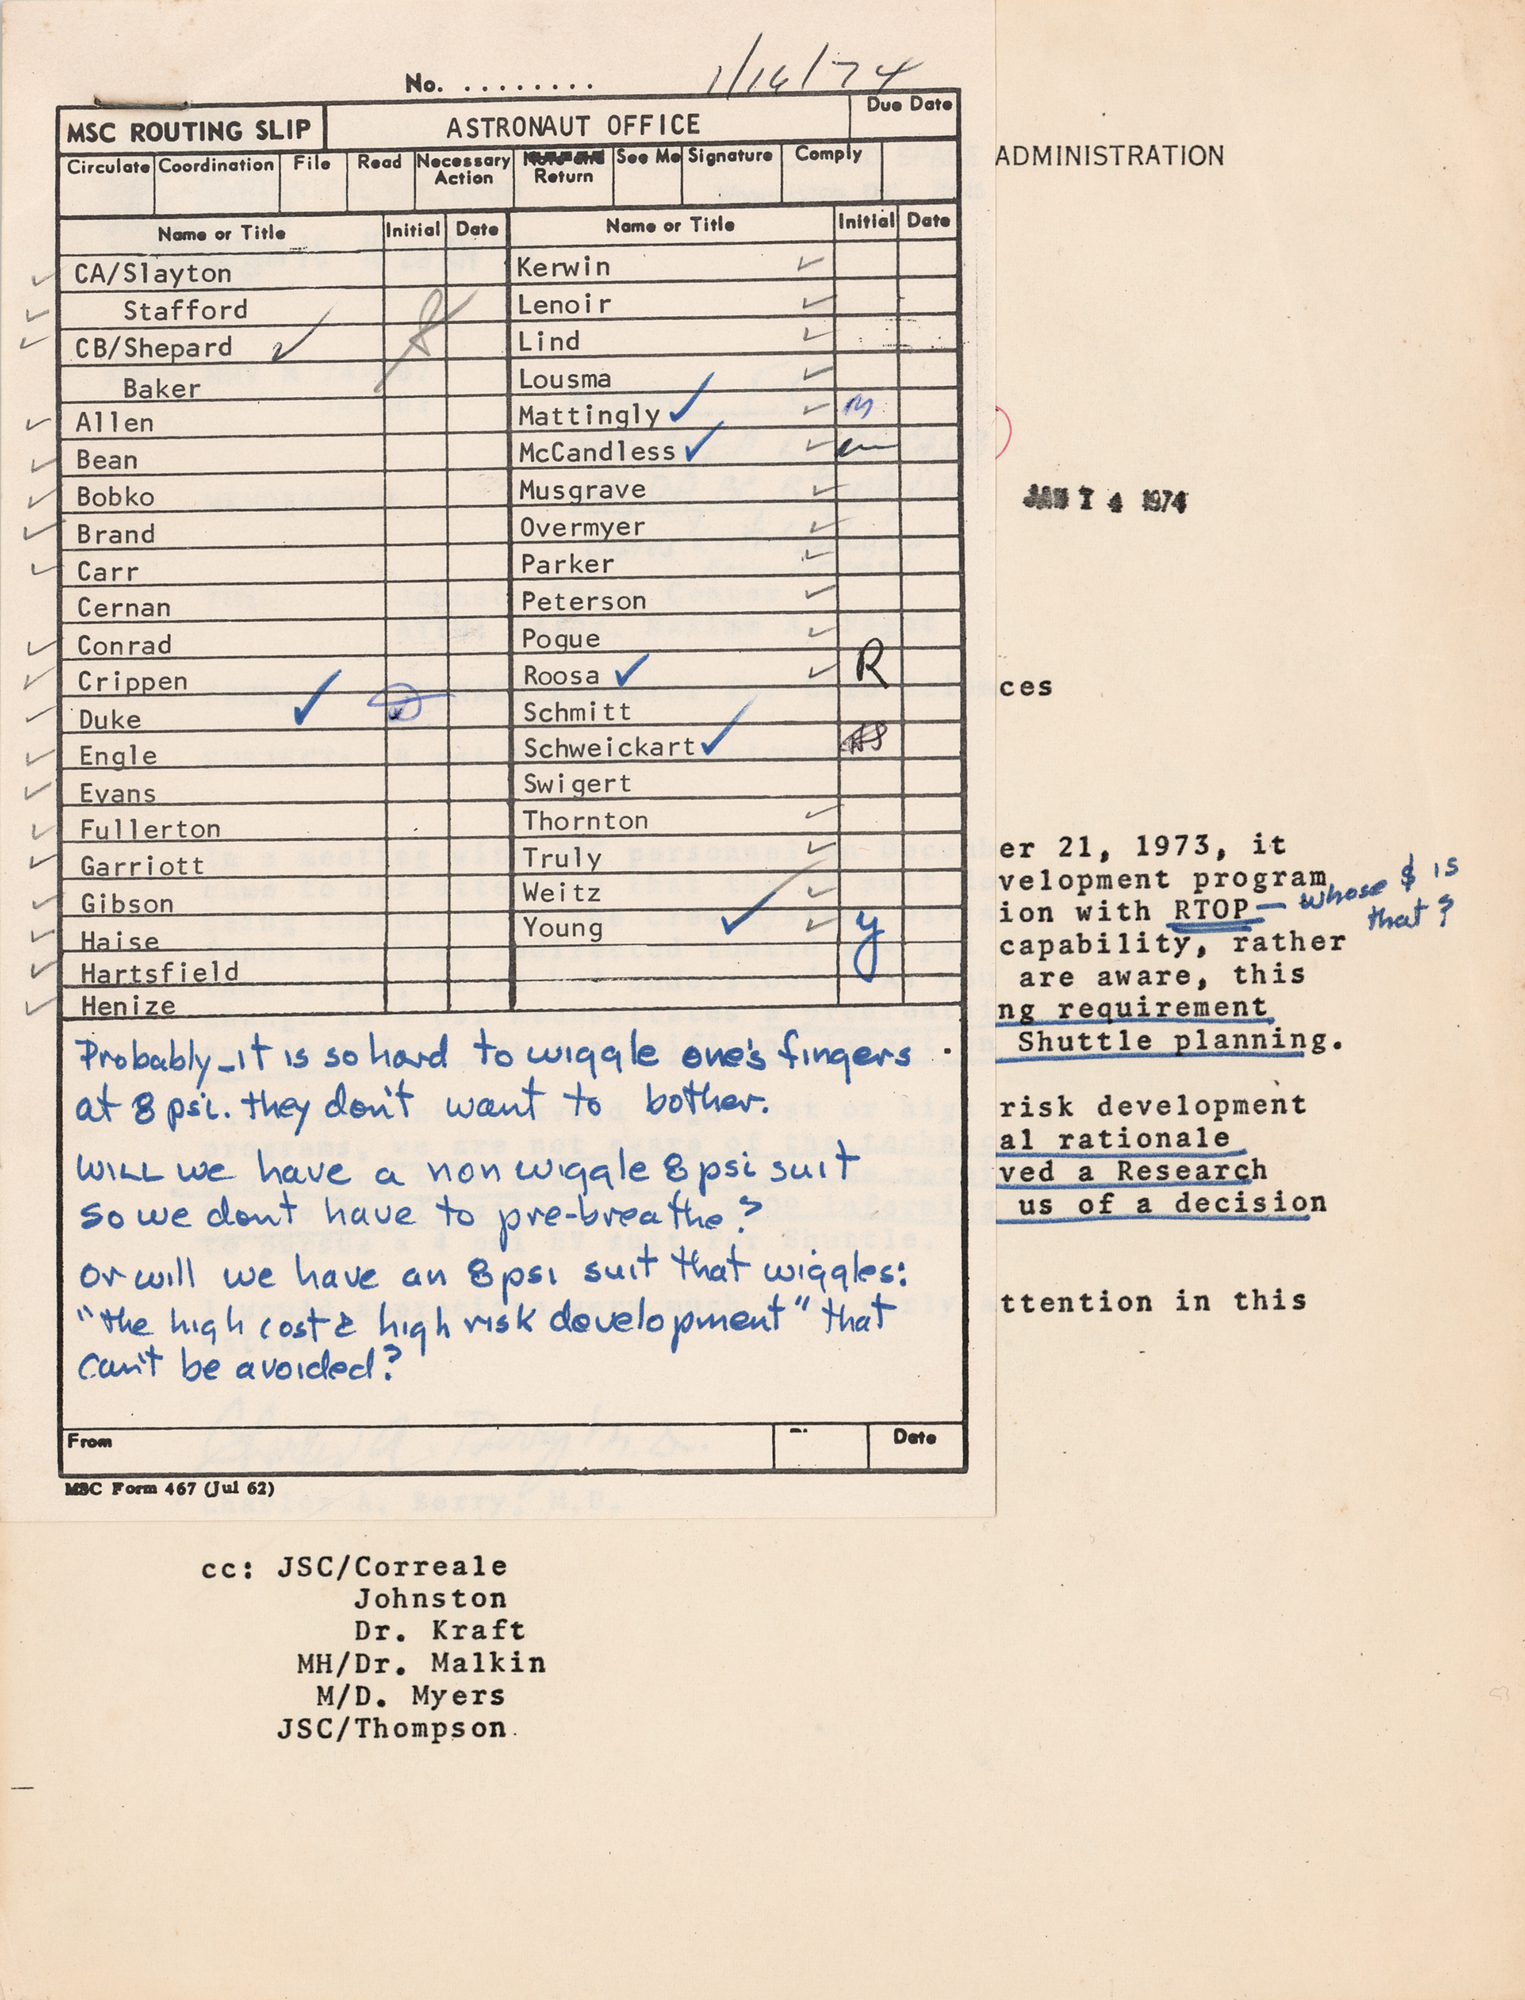 No. ........ 1/16/74
MSC ROUTING SLIP
ASTRONAUT OFFICE
Due Date
Circulate Coordination File Read Necessary Action Return See Me Signature Comply
Name or Title Initial Date Name or Title Initial Date
CA/Slayton
Stafford
CB/Shepard
Baker
Allen
Bean
Bobko
Brand
Carr
Cernan
Conrad
Crippen
Duke
Engle
Evans
Fullerton
Garriott
Gibson
Haise
Hartsfield
Henize
Kerwin
Lenoir
Lind
Lousma
Mattingly M
McCandless
Musgrave
Overmyer
Parker
Peterson
Pogue
Roosa R
Schmitt
Schweickart
Swigert
Thornton
Truly
Weitz
Young y
Probably - it is so hard to wiggle one's fingers
at 8 psi. they don't want to bother.
WILL we have a non wiggle 8 psi suit
so we don't have to pre-breathe?
Or will we have an 8 psi suit that wiggles:
"the high cost & high risk development" that
can't be avoided?
From
Date
MSC Form 467 (Jul 62)
ADMINISTRATION
JAN 14 1974
ces
er 21, 1973, it
velopment program
ion with RTOP — whose $ is
that?
capability, rather
are aware, this
ng requirement
Shuttle planning.
risk development
al rationale
ved a Research
us of a decision
ttention in this
Charles A. Berry, M.D.
cc: JSC/Correale
Johnston
Dr. Kraft
MH/Dr. Malkin
M/D. Myers
JSC/Thompson